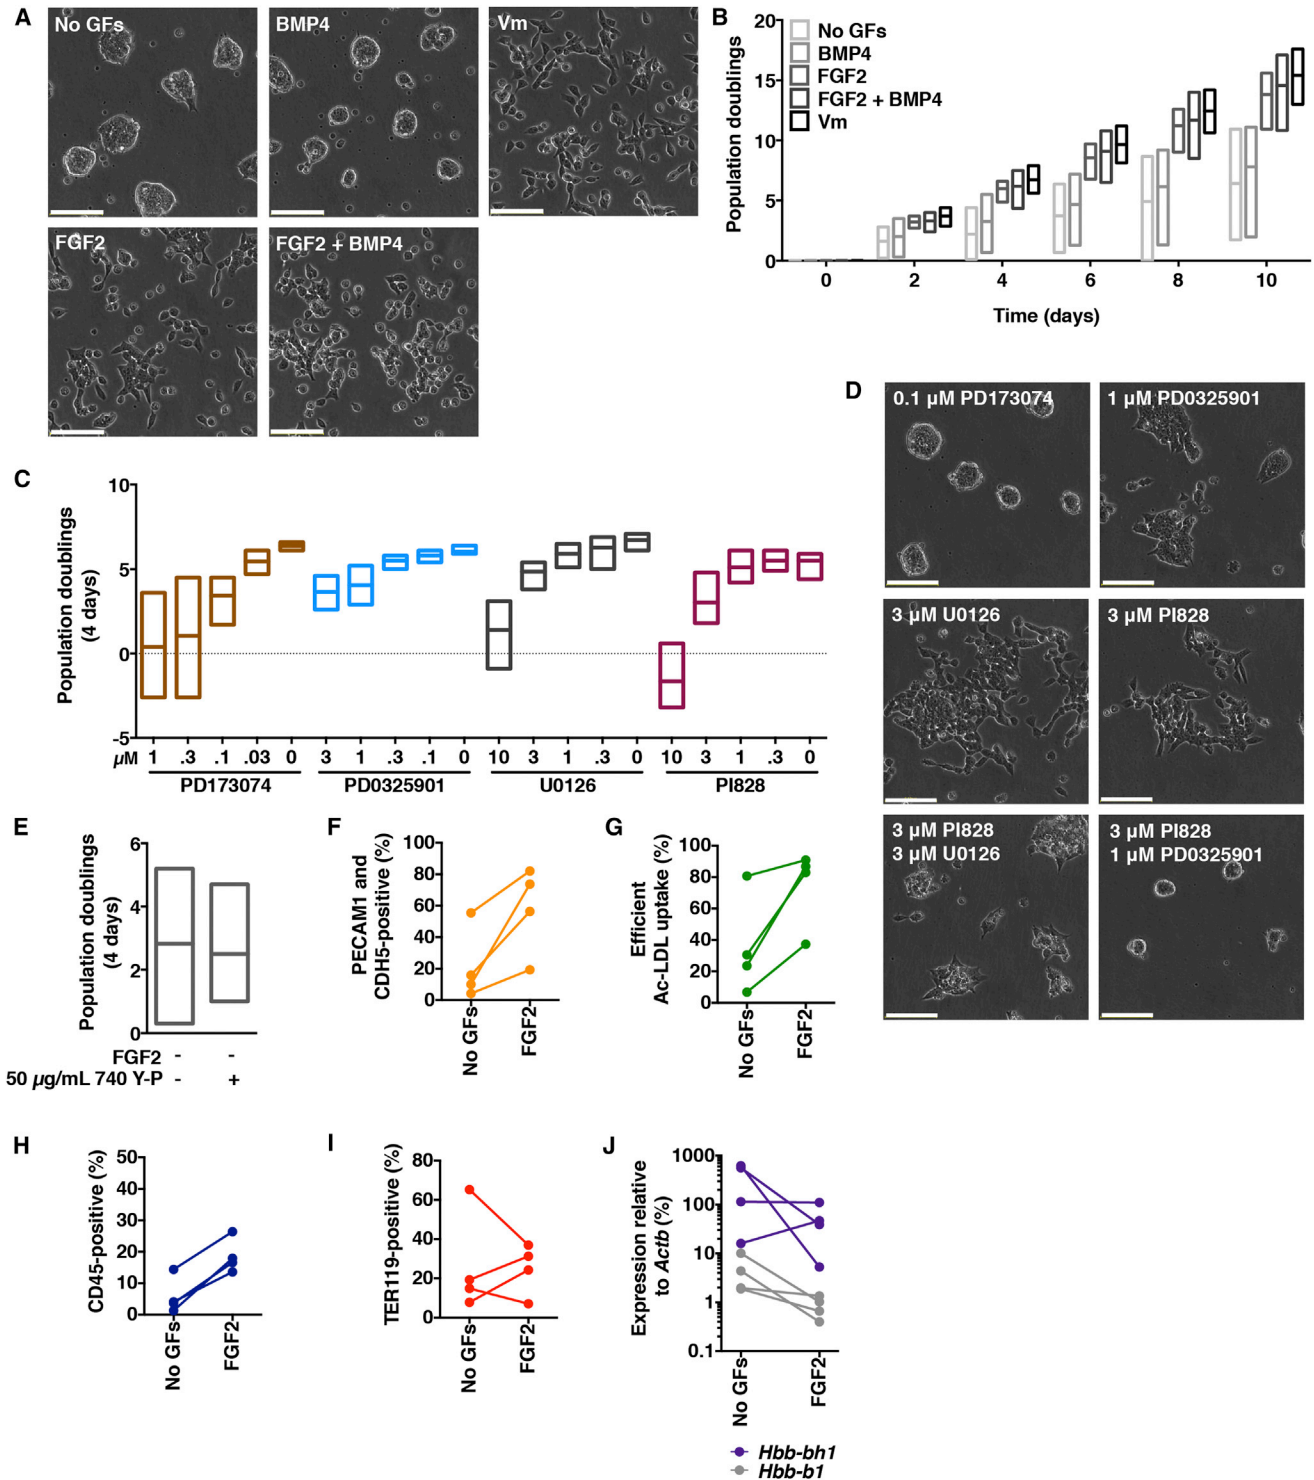 A
No GFs
BMP4
Vm
FGF2
FGF2 + BMP4
B
Population doublings
20
15
10
5
0
No GFs
BMP4
FGF2
FGF2 + BMP4
Vm
0 2 4 6 8 10
Time (days)
C
Population doublings
(4 days)
10
5
0
-5
µM 1 .3 .1 .03 0 3 1 .3 .1 0 10 3 1 .3 0 10 3 1 .3 0
PD173074 PD0325901 U0126 PI828
D
0.1 µM PD173074
1 µM PD0325901
3 µM U0126
3 µM PI828
3 µM PI828
3 µM U0126
3 µM PI828
1 µM PD0325901
E
Population doublings
(4 days)
6
4
2
0
FGF2 - -
50 µg/mL 740 Y-P - +
F
PECAM1 and
CDH5-positive (%)
100
80
60
40
20
0
No GFs
FGF2
G
Efficient
Ac-LDL uptake (%)
100
80
60
40
20
0
No GFs
FGF2
H
CD45-positive (%)
50
40
30
20
10
0
No GFs
FGF2
I
TER119-positive (%)
80
60
40
20
0
No GFs
FGF2
J
Expression relative
to Actb (%)
1000
100
10
1
0.1
No GFs
FGF2
Hbb-bh1
Hbb-b1